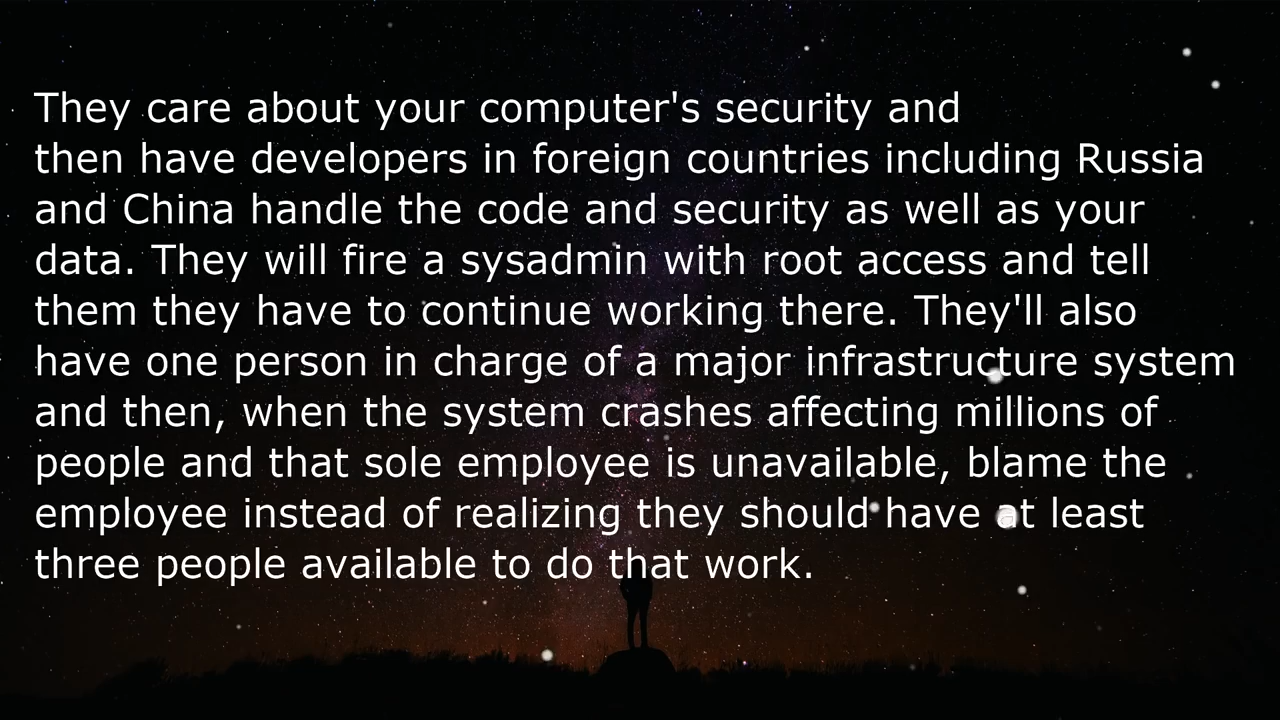 They care about your computer's security and
then have developers in foreign countries including Russia
and China handle the code and security as well as your
data. They will fire a sysadmin with root access and tell
them they have to continue working there. They'll also
have one person in charge of a major infrastructure system
and then, when the system crashes affecting millions of
people and that sole employee is unavailable, blame the
employee instead of realizing they should have at least
three people available to do that work.